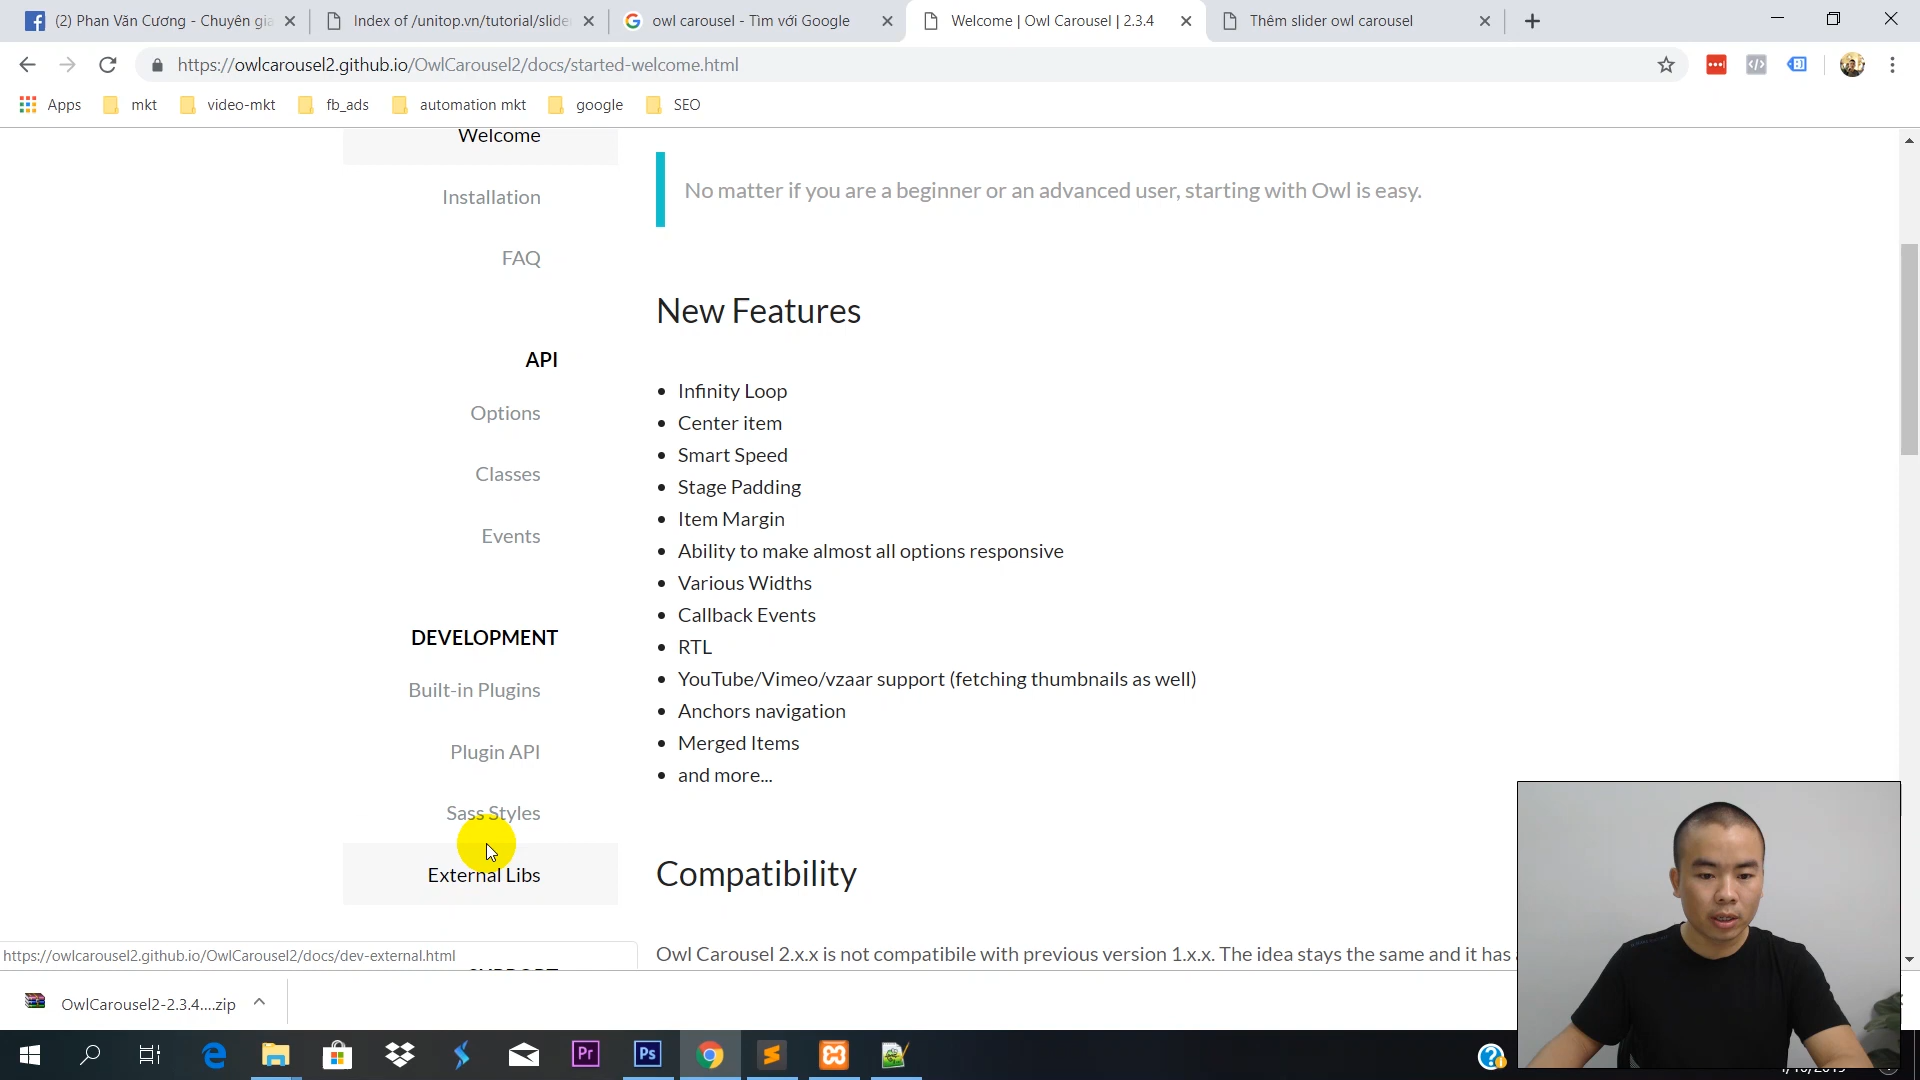 (2) Phan Văn Cương - Chuyên gia
Index of /unitop.vn/tutorial/slide
owl carousel - Tìm với Google
Welcome | Owl Carousel | 2.3.4
Thêm slider owl carousel
https://owlcarousel2.github.io/OwlCarousel2/docs/started-welcome.html
Apps
mkt
video-mkt
fb_ads
automation mkt
google
SEO
Welcome
Installation
FAQ
API
Options
Classes
Events
DEVELOPMENT
Built-in Plugins
Plugin API
Sass Styles
External Libs
No matter if you are a beginner or an advanced user, starting with Owl is easy.
New Features
Infinity Loop
Center item
Smart Speed
Stage Padding
Item Margin
Ability to make almost all options responsive
Various Widths
Callback Events
RTL
YouTube/Vimeo/vzaar support (fetching thumbnails as well)
Anchors navigation
Merged Items
and more...
Compatibility
Owl Carousel 2.x.x is not compatibile with previous version 1.x.x. The idea stays the same and it has
https://owlcarousel2.github.io/OwlCarousel2/docs/dev-external.html
OwlCarousel2-2.3.4....zip
Pr
Ps